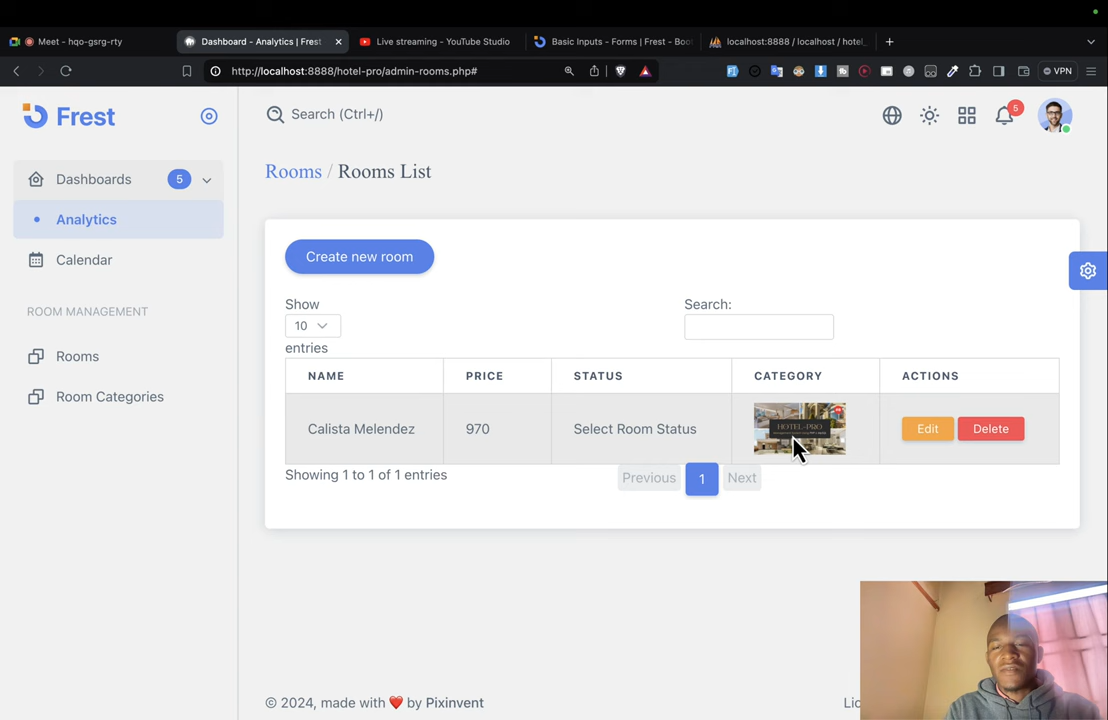 Meet - hqo-gsrg-rty
Dashboard - Analytics | Frest
Live streaming - YouTube Studio
Basic Inputs - Forms | Frest - Boo
localhost:8888 / localhost / hotel_
http://localhost:8888/hotel-pro/admin-rooms.php#
VPN
Frest
Search (Ctrl+/)
5
Dashboards 5
Analytics
Calendar
ROOM MANAGEMENT
Rooms
Room Categories
Rooms / Rooms List
Create new room
Show
10
entries
Search:
NAME PRICE STATUS CATEGORY ACTIONS
Calista Melendez 970 Select Room Status HOTEL-PRO Edit Delete
Showing 1 to 1 of 1 entries
Previous 1 Next
© 2024, made with ❤️ by Pixinvent
Lic